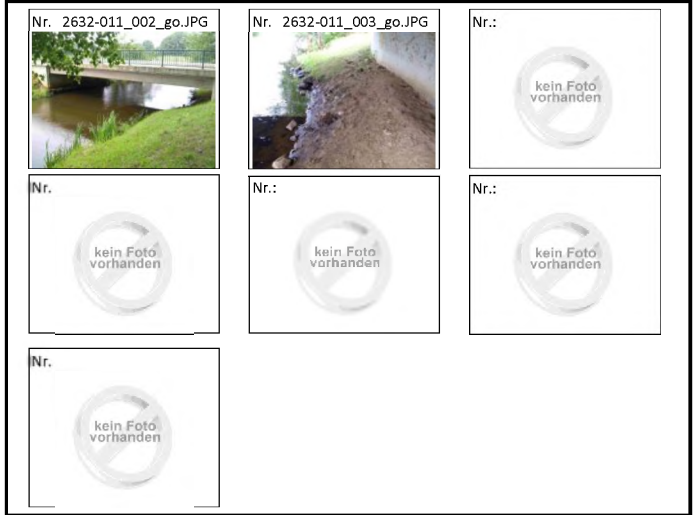 Nr. 2632-011_002_go.JPG
Nr. 2632-011_003_go.JPG
Nr.:
kein Foto
vorhanden
Nr.
kein Foto
vorhanden
Nr.:
kein Foto
vorhanden
Nr.:
kein Foto
vorhanden
Nr.
kein Foto
vorhanden